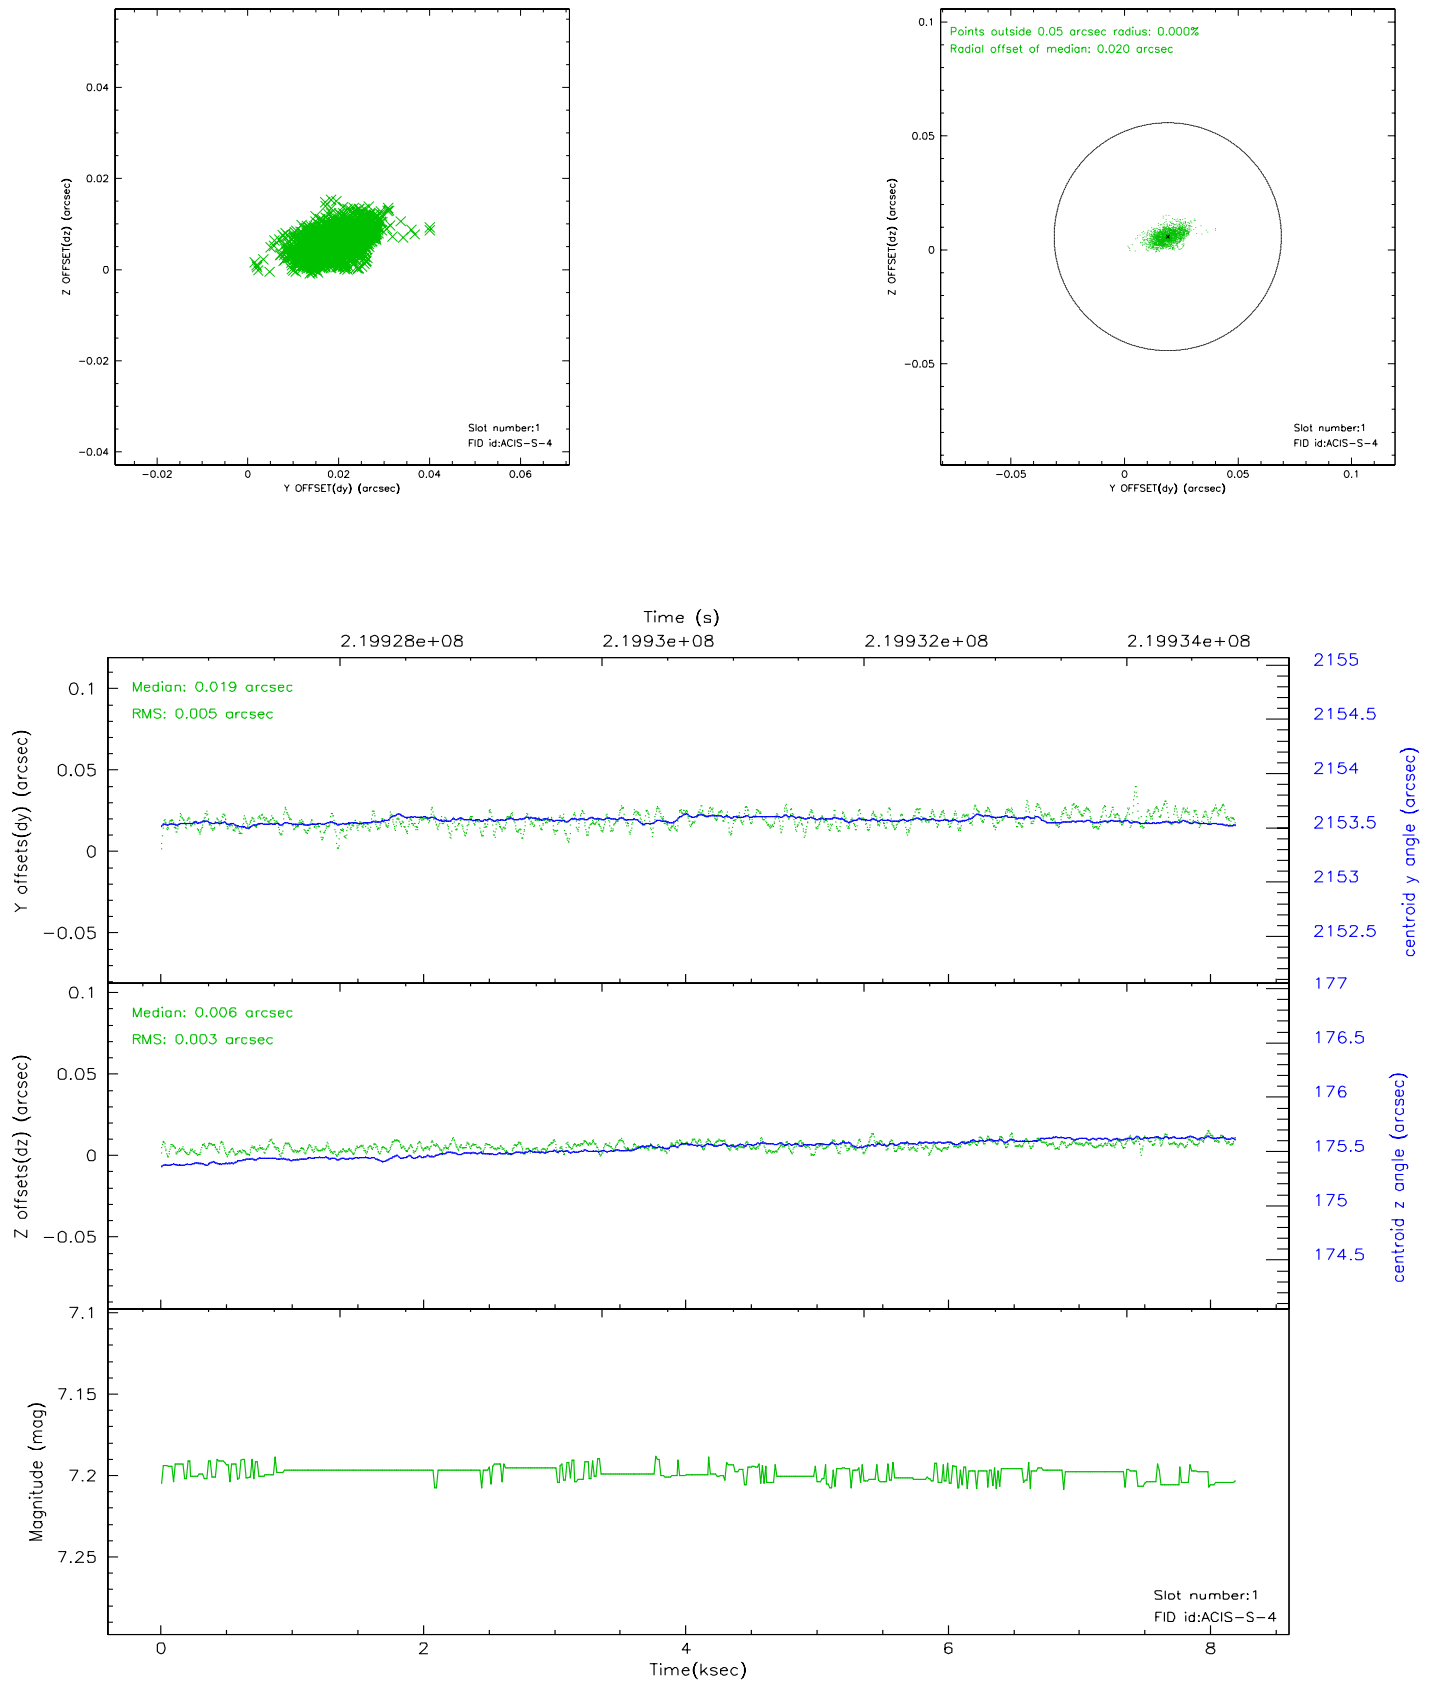 0.04
0.02
0
−0.02
−0.04
Z OFFSET(dz) (arcsec)
Slot number:1
FID id:ACIS−S−4
−0.02
0
0.02
0.04
0.06
Y OFFSET(dy) (arcsec)
Points outside 0.05 arcsec radius: 0.000%
Radial offset of median: 0.020 arcsec
0.1
0.05
0
−0.05
Z OFFSET(dz) (arcsec)
Slot number:1
FID id:ACIS−S−4
−0.05
0
0.05
0.1
Y OFFSET(dy) (arcsec)
Time (s)
2.19928e+08
2.1993e+08
2.19932e+08
2.19934e+08
Median: 0.019 arcsec
RMS: 0.005 arcsec
0.1
0.05
0
−0.05
Y offsets(dy) (arcsec)
2155
2154.5
2154
2153.5
2153
2152.5
centroid y angle (arcsec)
Median: 0.006 arcsec
RMS: 0.003 arcsec
0.1
0.05
0
−0.05
Z offsets(dz) (arcsec)
177
176.5
176
175.5
175
174.5
centroid z angle (arcsec)
7.1
7.15
7.2
7.25
Magnitude (mag)
Slot number:1
FID id:ACIS−S−4
0
2
4
6
8
Time(ksec)